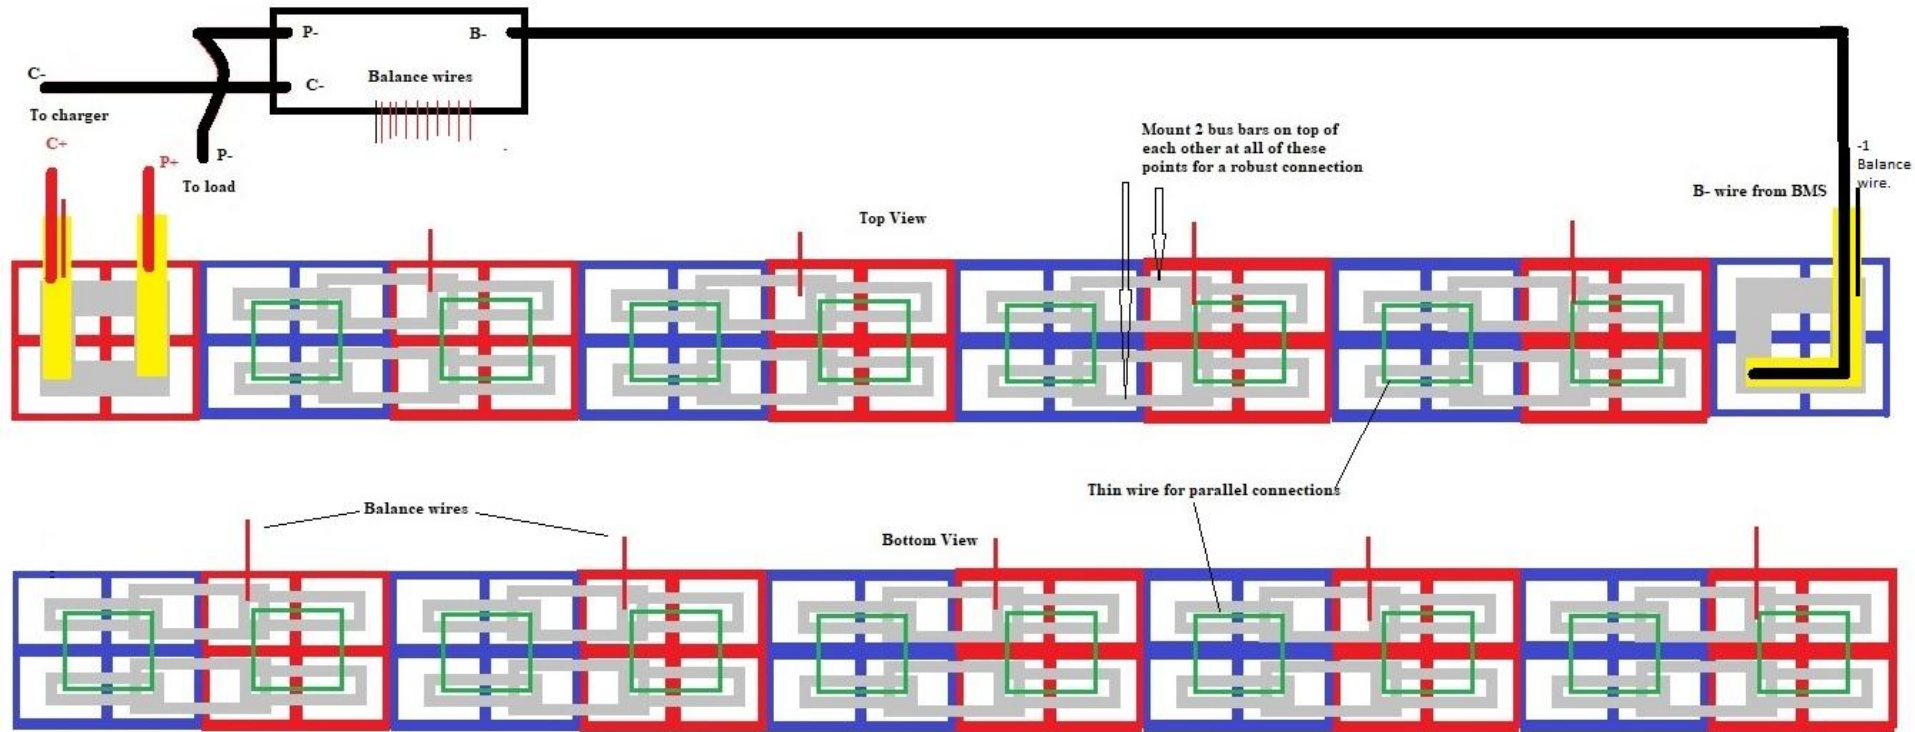 P-
B-
C-
C-
Balance wires
To charger
C+
P+
P-
To load
Mount 2 bus bars on top of
each other at all of these
points for a robust connection
-1
Balance
wire.
B- wire from BMS
Top View
Thin wire for parallel connections
Balance wires
Bottom View